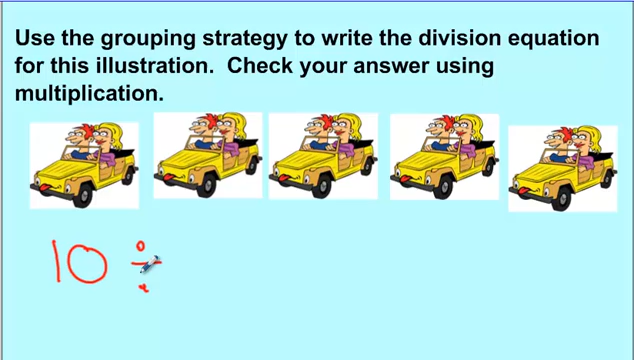 Use the grouping strategy to write the division equation
for this illustration.  Check your answer using
multiplication.
10 ÷